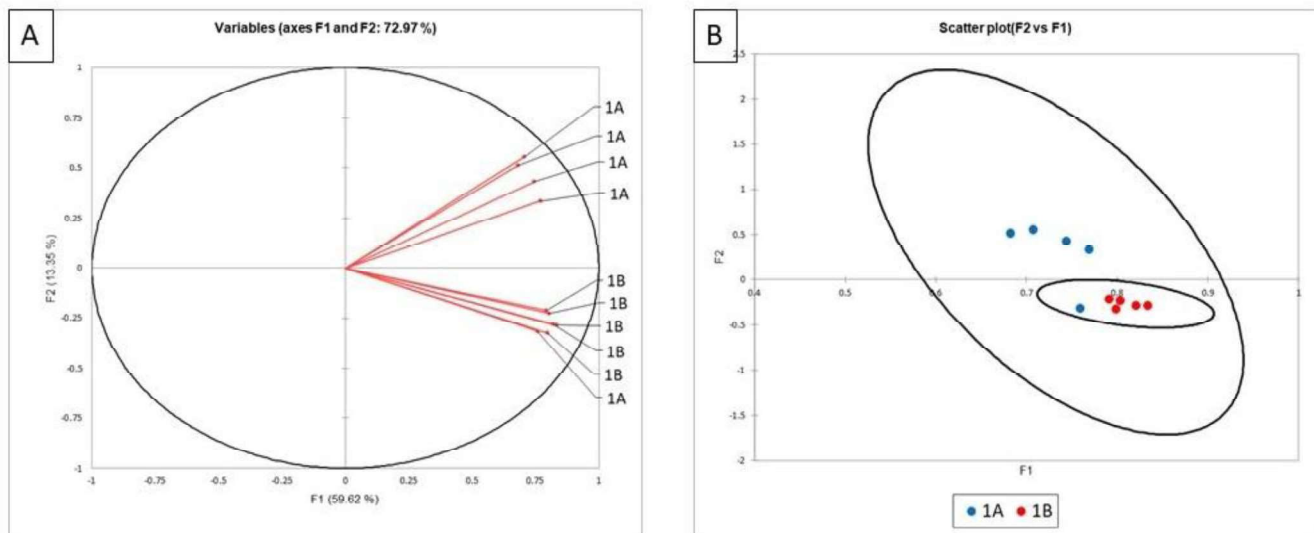 A
Variables (axes F1 and F2: 72.97 %)
1
0.75
0.5
0.25
0
-0.25
-0.5
-0.75
-1
F2 (13.35 %)
1A
1A
1A
1A
1B
1B
1B
1B
1B
1A
-1 -0.75 -0.5 -0.25 0 0.25 0.5 0.75 1
F1 (59.62 %)
B
Scatter plot(F2 vs F1)
2.5
2
1.5
1
0.5
0
-0.5
-1
-1.5
-2
F2
0.4 0.5 0.6 0.7 0.8 0.9 1
F1
1A 1B